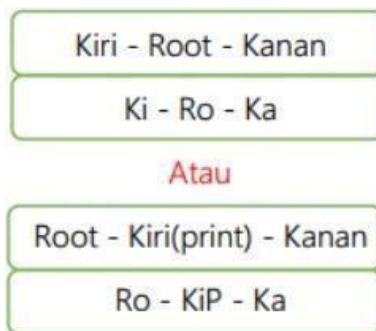 Kiri - Root - Kanan
Ki - Ro - Ka
Atau
Root - Kiri(print) - Kanan
Ro - KiP - Ka